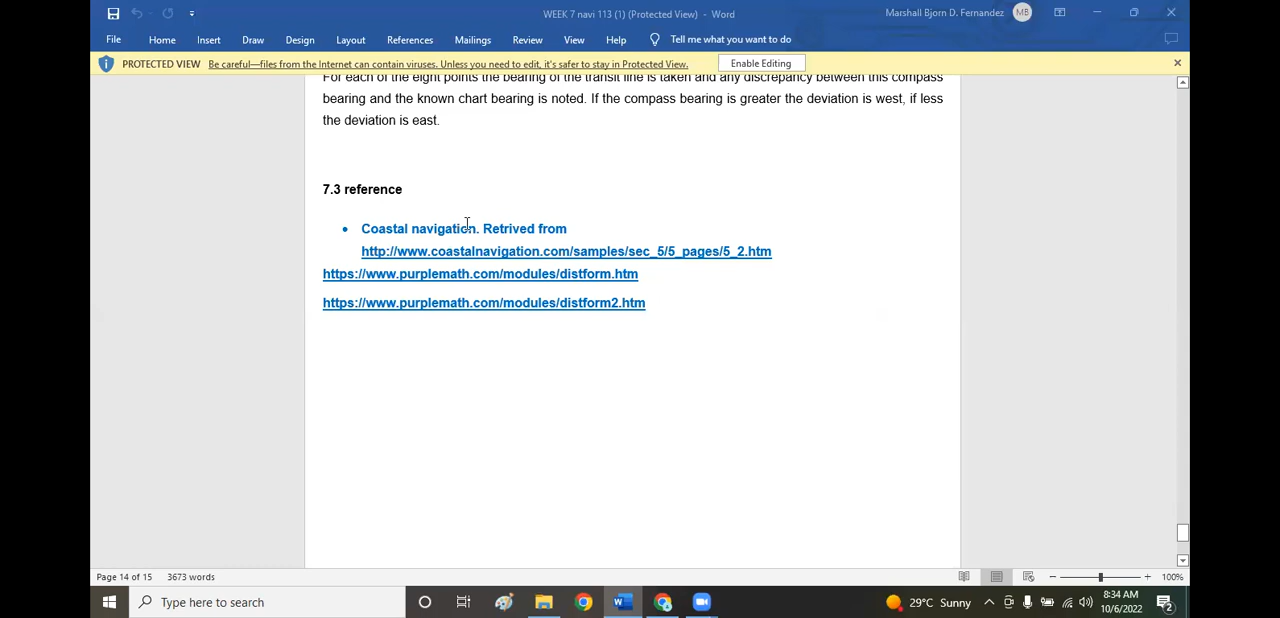 WEEK 7 navi 113 (1) (Protected View) - Word
Marshall Bjorn D. Fernandez
MB
File Home Insert Draw Design Layout References Mailings Review View Help Tell me what you want to do
PROTECTED VIEW Be careful—files from the Internet can contain viruses. Unless you need to edit, it's safer to stay in Protected View. Enable Editing
For each of the eight points the bearing of the transit line is taken and any discrepancy between this compass
bearing and the known chart bearing is noted. If the compass bearing is greater the deviation is west, if less
the deviation is east.
7.3 reference
• Coastal navigation. Retrived from
http://www.coastalnavigation.com/samples/sec_5/5_pages/5_2.htm
https://www.purplemath.com/modules/distform.htm
https://www.purplemath.com/modules/distform2.htm
Page 14 of 15 3673 words
100%
Type here to search
29°C Sunny
8:34 AM
10/6/2022
2